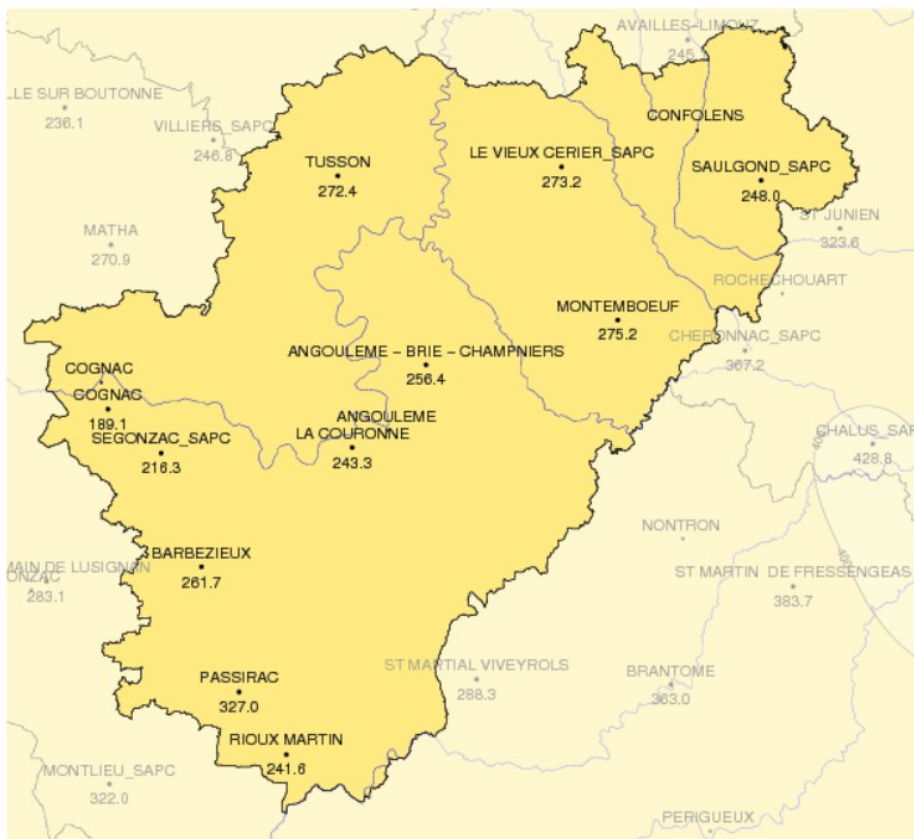 AVAILLES-LIMOUZ
245.
LLE SUR BOUTONNE
236.1
VILLIERS_SAPC
246.8
CONFOLENS
TUSSON
272.4
LE VIEUX CERIER_SAPC
273.2
SAULGOND_SAPC
248.0
ST JUNIEN
323.6
MATHA
270.9
ROCHECHOUART
MONTEMBOEUF
275.2
CHERONNAC_SAPC
367.2
ANGOULEME - BRIE - CHAMPNIERS
256.4
COGNAC
COGNAC
189.1
ANGOULEME
LA COURONNE
243.3
SEGONZAC_SAPC
216.3
CHALUS_SAP
428.8
400
NONTRON
BARBEZIEUX
261.7
MAIN DE LUSIGNAN
ONZAC
283.1
400
ST MARTIN DE FRESSENGEAS
383.7
ST MARTIAL VIVEYROLS
288.3
BRANTOME
363.0
PASSIRAC
327.0
RIOUX MARTIN
241.6
MONTLIEU_SAPC
322.0
PERIGUEUX